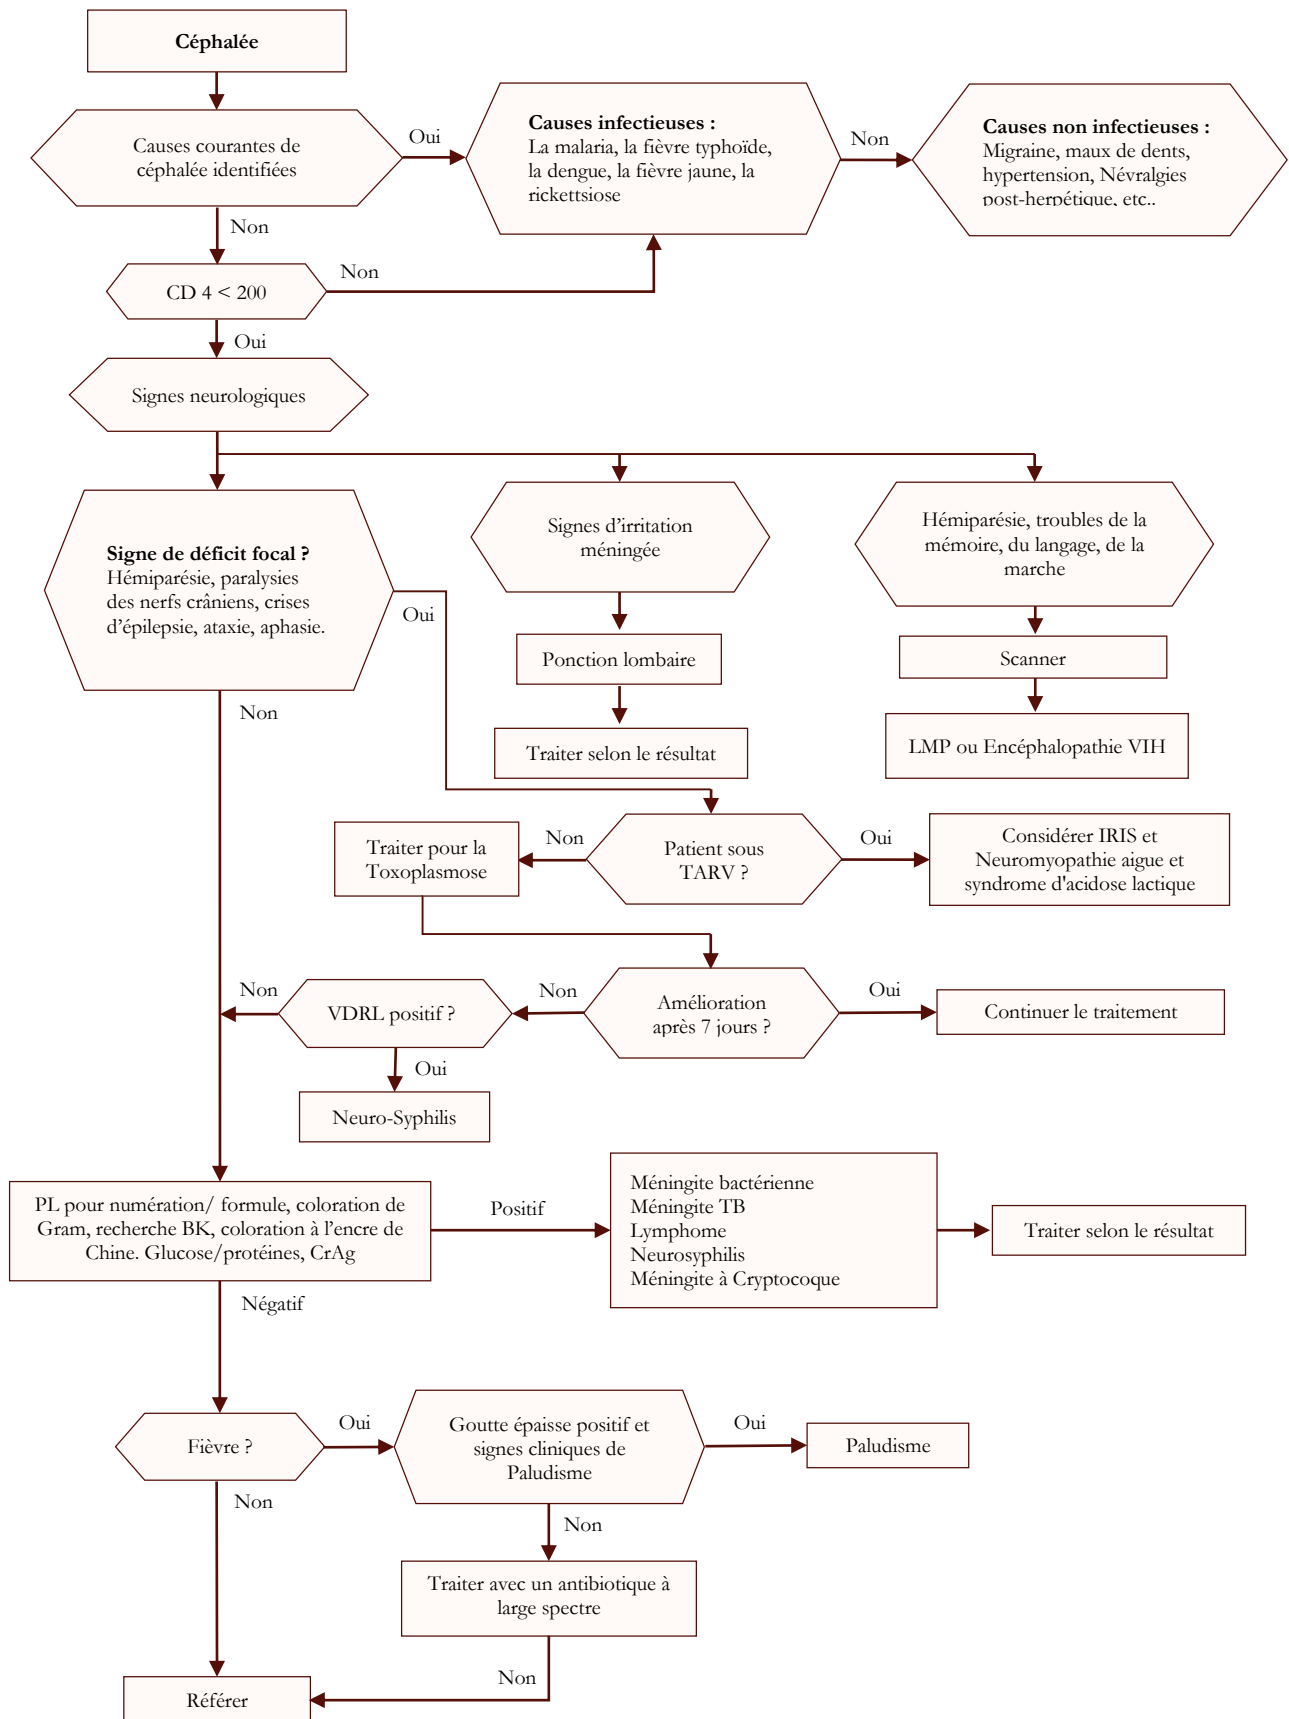 Céphalée
Causes courantes de
céphalée identifiées
Oui
Causes infectieuses :
La malaria, la fièvre typhoïde,
la dengue, la fièvre jaune, la
rickettsiose
Non
Causes non infectieuses :
Migraine, maux de dents,
hypertension, Névralgies
post-herpétique, etc..
Non
CD 4 < 200
Non
Oui
Signes neurologiques
Signe de déficit focal ?
Hémiparésie, paralysies
des nerfs crâniens, crises
d’épilepsie, ataxie, aphasie.
Oui
Non
Signes d’irritation
méningée
Ponction lombaire
Traiter selon le résultat
Hémiparésie, troubles de la
mémoire, du langage, de la
marche
Scanner
LMP ou Encéphalopathie VIH
Traiter pour la
Toxoplasmose
Non
Patient sous
TARV ?
Oui
Considérer IRIS et
Neuromyopathie aigue et
syndrome d'acidose lactique
Non
VDRL positif ?
Non
Amélioration
après 7 jours ?
Oui
Continuer le traitement
Oui
Neuro-Syphilis
PL pour numération/ formule, coloration de
Gram, recherche BK, coloration à l’encre de
Chine. Glucose/protéines, CrAg
Positif
Méningite bactérienne
Méningite TB
Lymphome
Neurosyphilis
Méningite à Cryptocoque
Traiter selon le résultat
Négatif
Fièvre ?
Oui
Goutte épaisse positif et
signes cliniques de
Paludisme
Oui
Paludisme
Non
Non
Traiter avec un antibiotique à
large spectre
Non
Référer